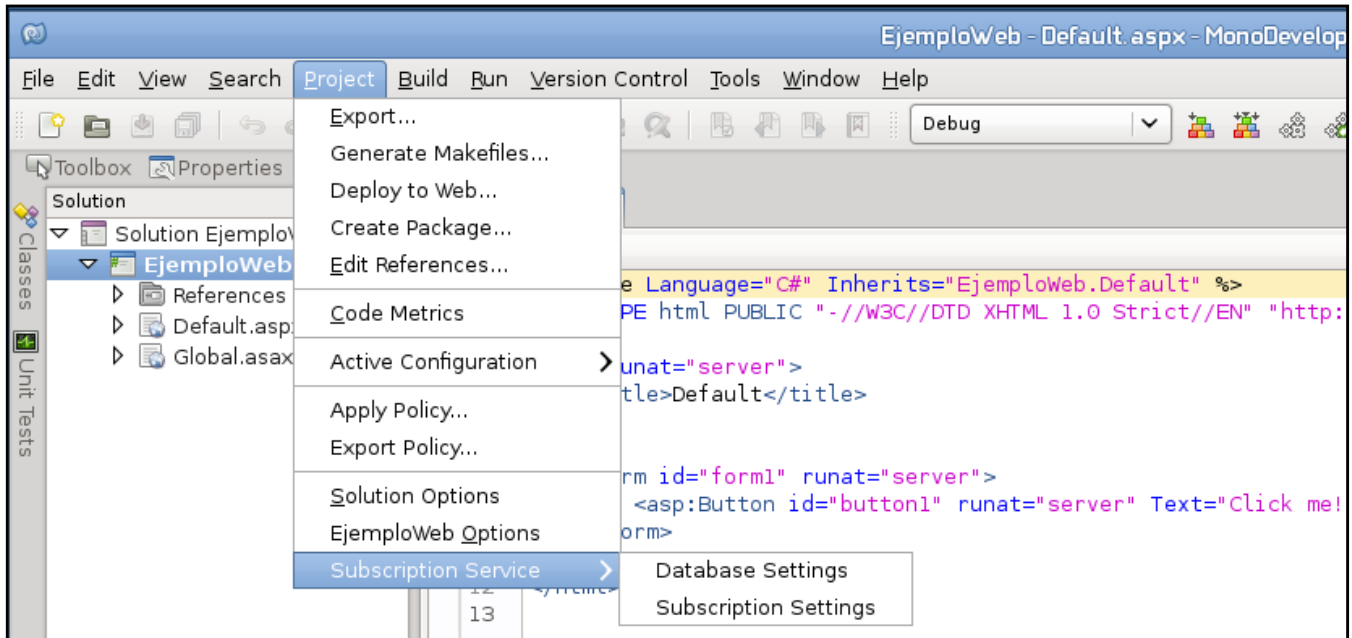 EjemploWeb - Default.aspx - MonoDevelop
File Edit View Search Project Build Run Version Control Tools Window Help
Debug
Toolbox Properties
Classes
Unit Tests
Solution
Solution EjemploW
EjemploWeb
References
Default.asp
Global.asax
Export...
Generate Makefiles...
Deploy to Web...
Create Package...
Edit References...
Code Metrics
Active Configuration
Apply Policy...
Export Policy...
Solution Options
EjemploWeb Options
Subscription Service
Database Settings
Subscription Settings
e Language="C#" Inherits="EjemploWeb.Default" %>
PE html PUBLIC "-//W3C//DTD XHTML 1.0 Strict//EN" "http:
unat="server">
tle>Default</title>
rm id="form1" runat="server">
<asp:Button id="button1" runat="server" Text="Click me!
orm>
12 </html>
13